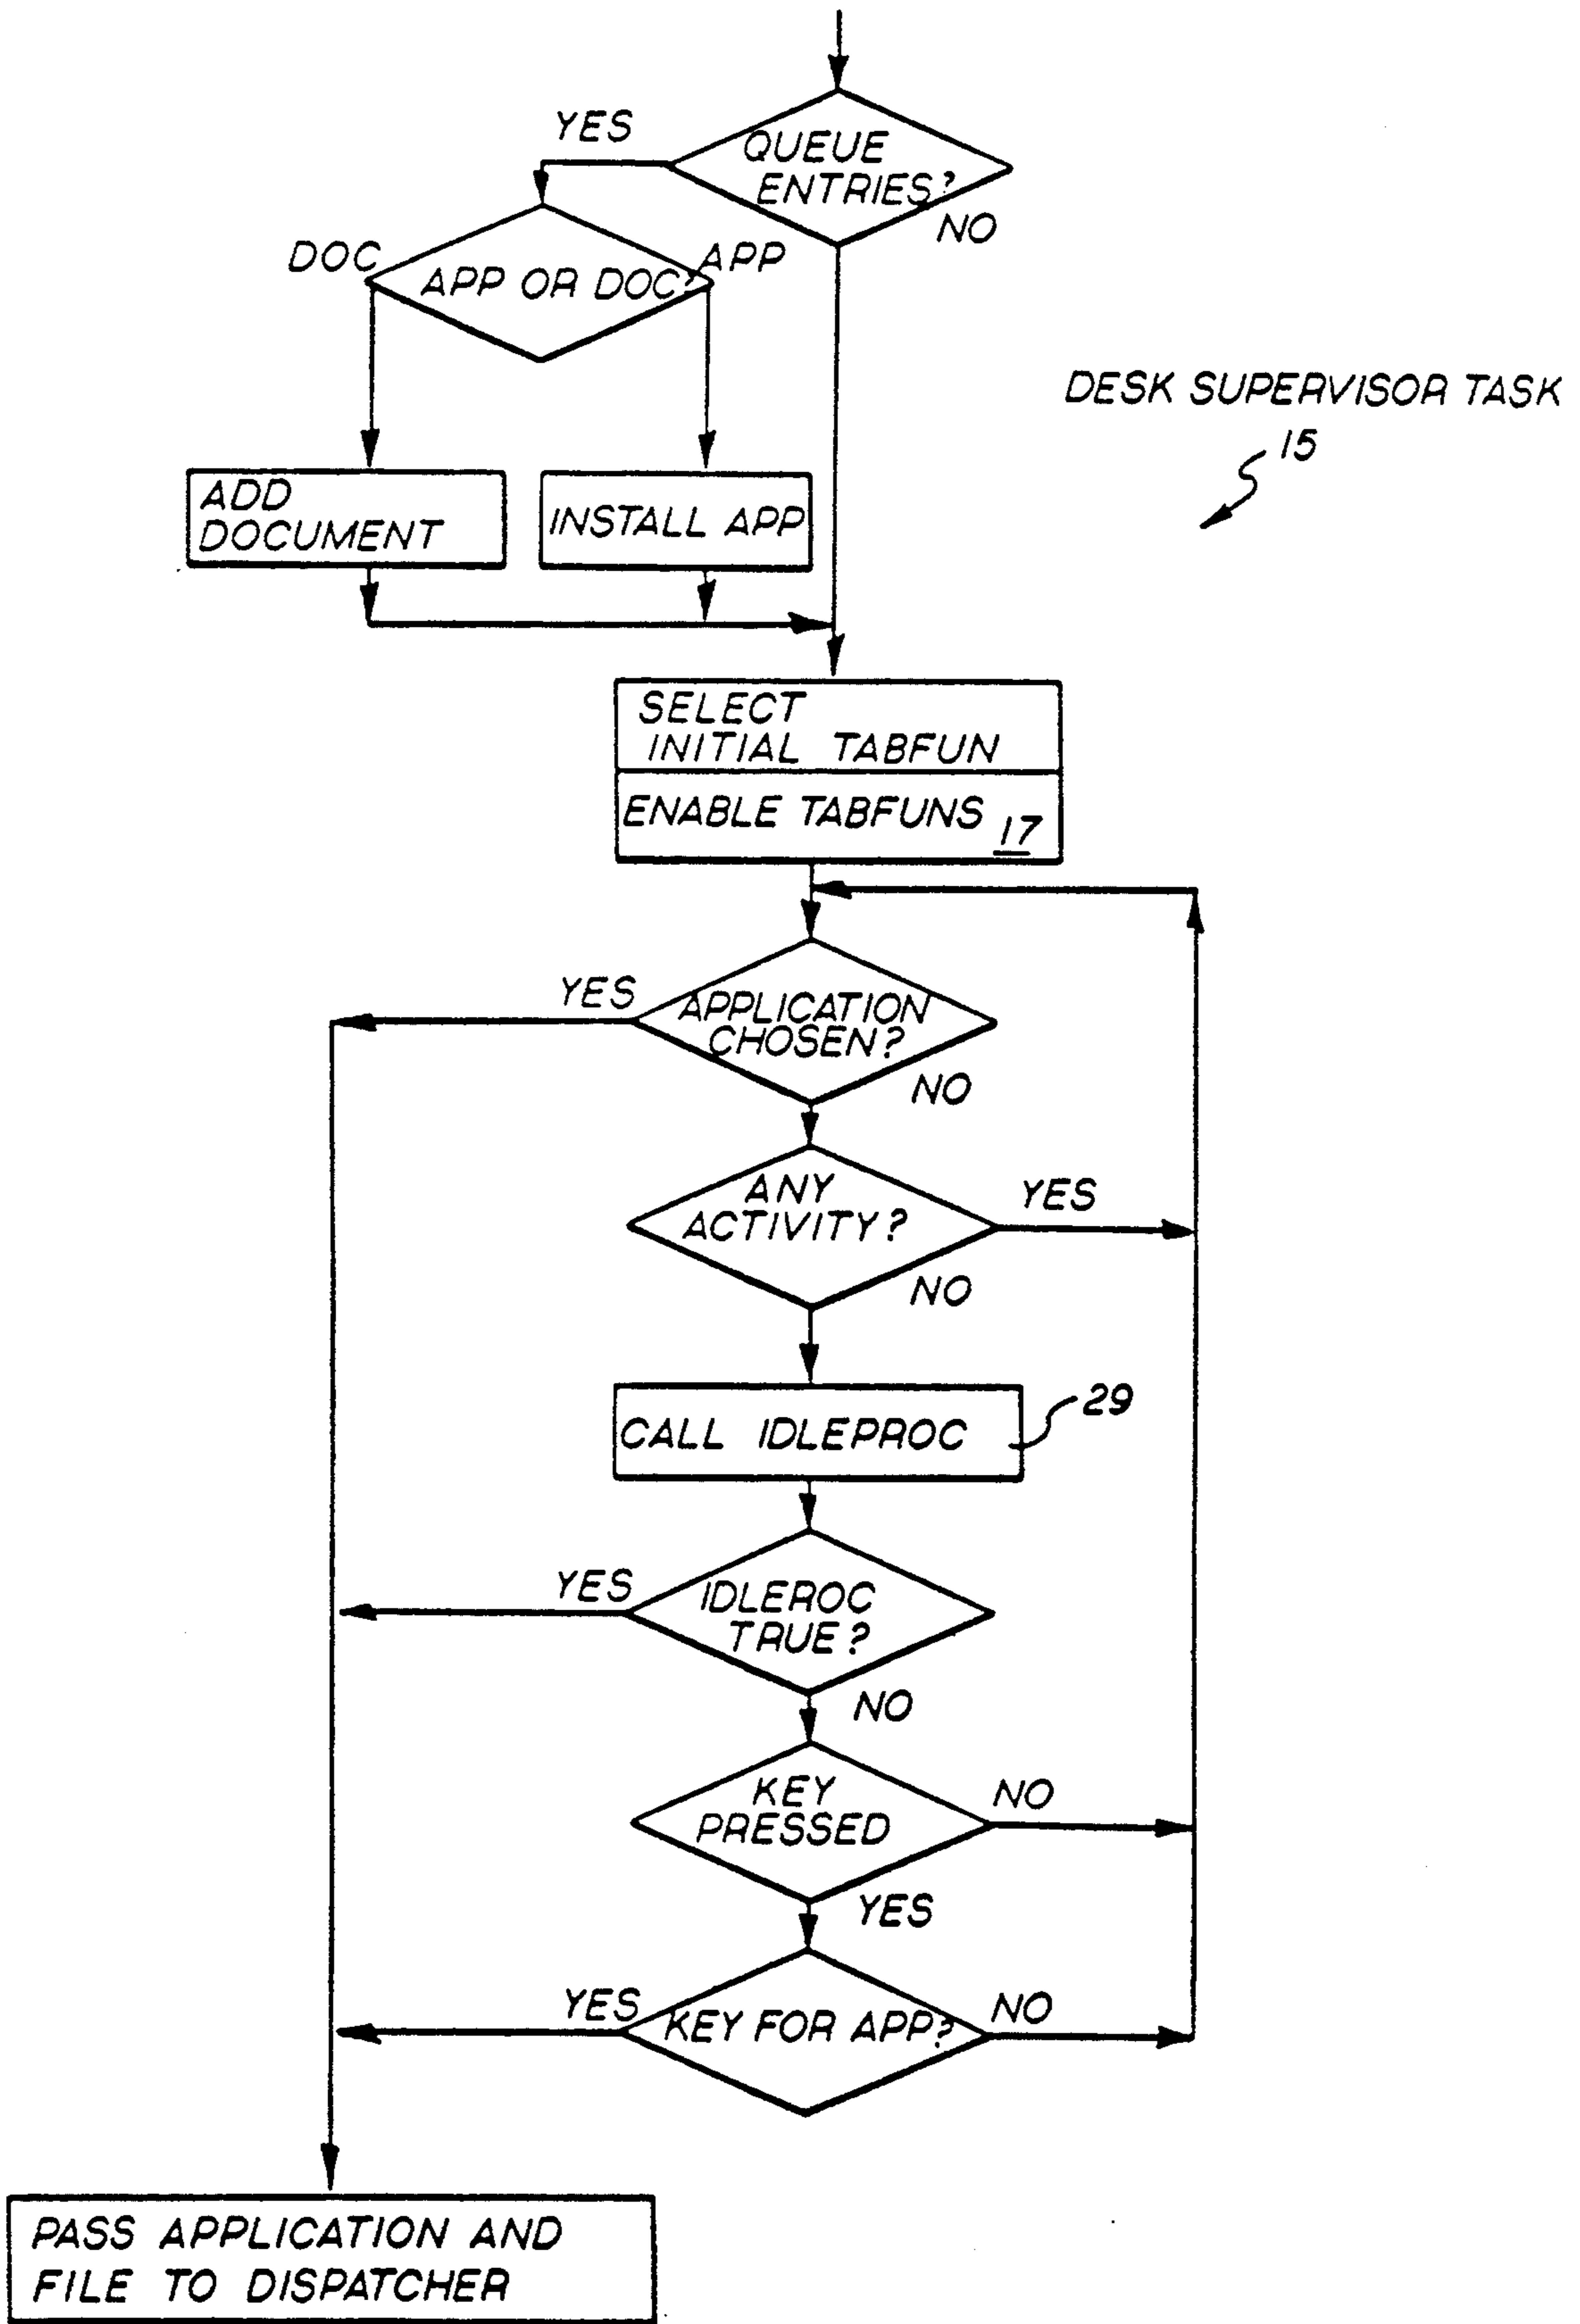 YES
QUEUE
ENTRIES?
NO
DOC
APP OR DOC?
APP
DESK SUPERVISOR TASK
15
ADD
DOCUMENT
INSTALL APP
SELECT
INITIAL TABFUN
ENABLE TABFUNS 17
YES
APPLICATION
CHOSEN?
NO
ANY
ACTIVITY?
YES
NO
CALL IDLEPROC
29
YES
IDLEROC
TRUE?
NO
KEY
PRESSED
NO
YES
YES
KEY FOR APP?
NO
PASS APPLICATION AND
FILE TO DISPATCHER